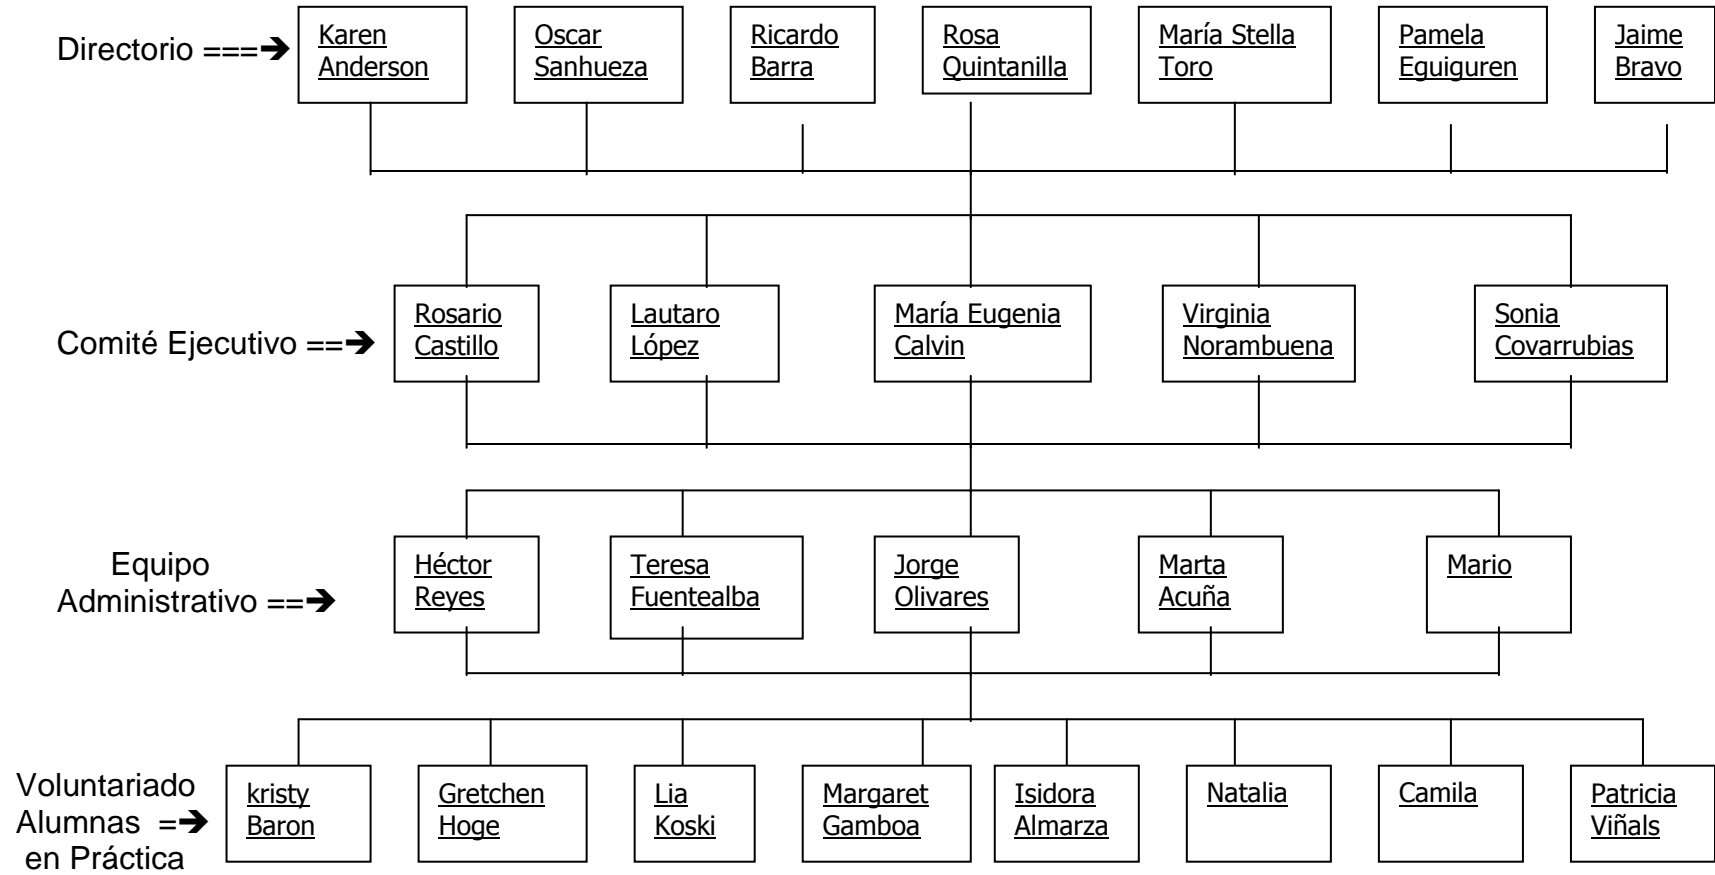 Directorio ===➔
Karen
Anderson
Oscar
Sanhueza
Ricardo
Barra
Rosa
Quintanilla
María Stella
Toro
Pamela
Eguiguren
Jaime
Bravo
Comité Ejecutivo ==➔
Rosario
Castillo
Lautaro
López
María Eugenia
Calvin
Virginia
Norambuena
Sonia
Covarrubias
Equipo
Administrativo ==➔
Héctor
Reyes
Teresa
Fuentealba
Jorge
Olivares
Marta
Acuña
Mario
Voluntariado
Alumnas =➔
en Práctica
kristy
Baron
Gretchen
Hoge
Lia
Koski
Margaret
Gamboa
Isidora
Almarza
Natalia
Camila
Patricia
Viñals